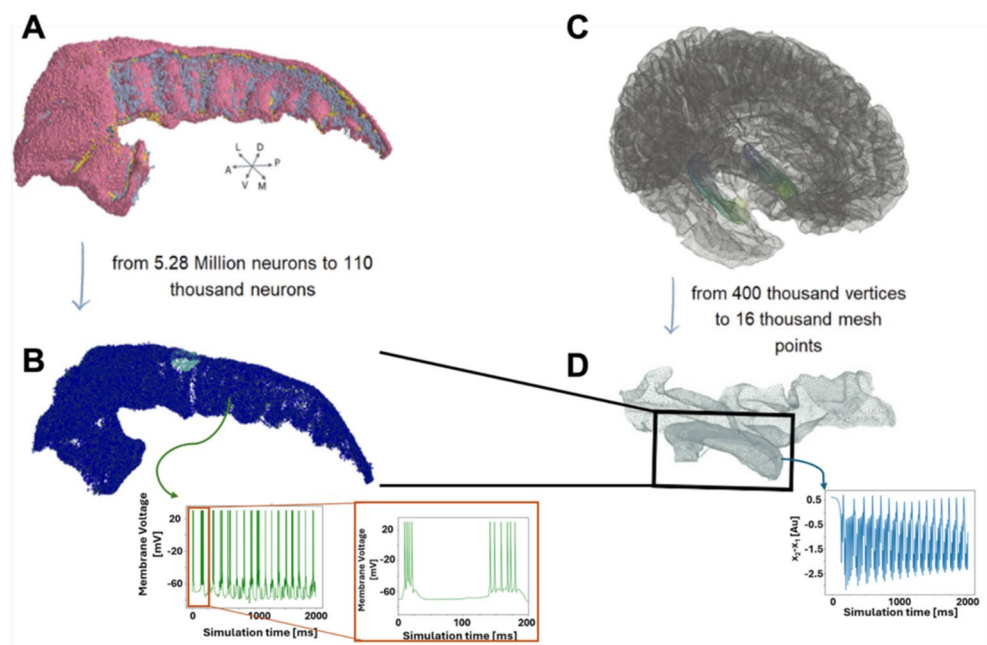 A
L D
A P
V M
from 5.28 Million neurons to 110
thousand neurons
C
from 400 thousand vertices
to 16 thousand mesh
points
B
Membrane Voltage
[mV]
20
-20
-60
0 1000 2000
Simulation time [ms]
Membrane Voltage
[mV]
20
-20
-60
0 100 200
Simulation time [ms]
D
x2-x1 [Au]
0.5
-0.5
-1.5
-2.5
0 1000 2000
Simulation time [ms]